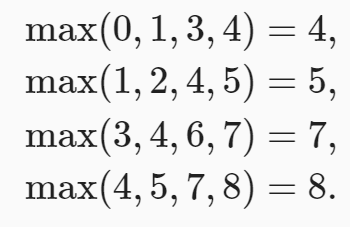 max(0, 1, 3, 4) = 4,
max(1, 2, 4, 5) = 5,
max(3, 4, 6, 7) = 7,
max(4, 5, 7, 8) = 8.